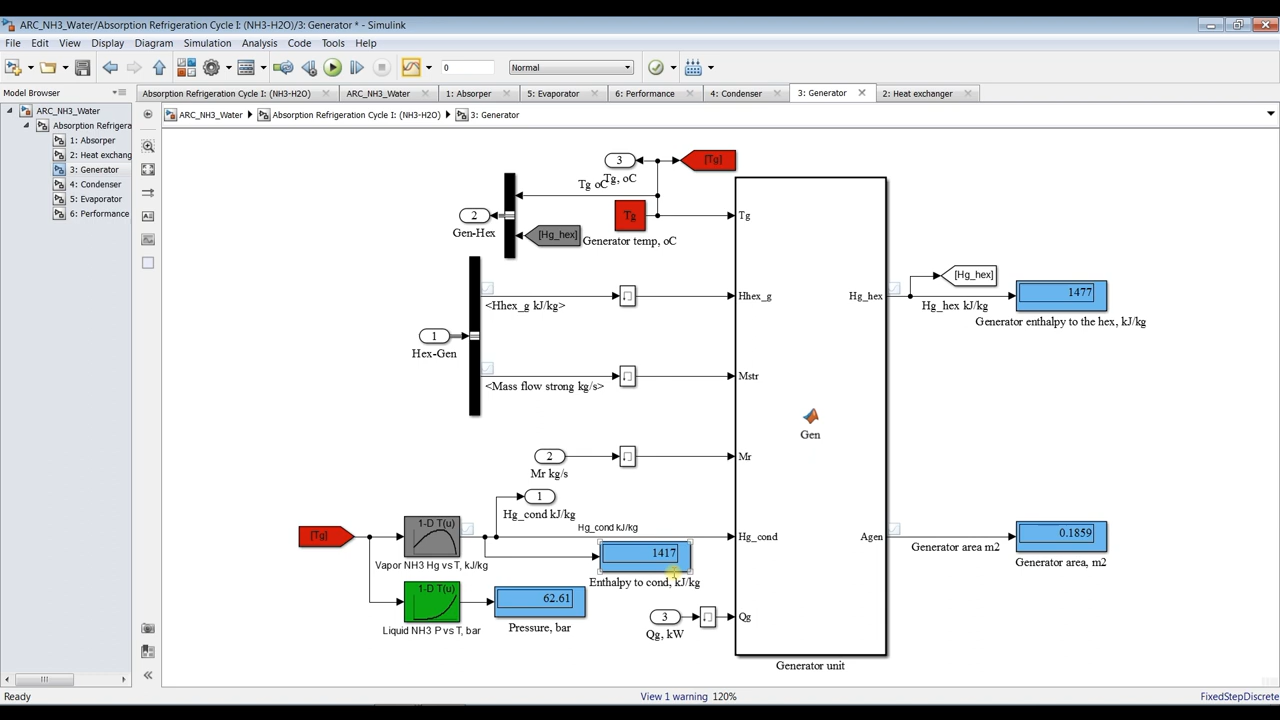 ARC_NH3_Water/Absorption Refrigeration Cycle I: (NH3-H2O)/3: Generator * - Simulink
File Edit View Display Diagram Simulation Analysis Code Tools Help
0 Normal
Model Browser
Absorption Refrigeration Cycle I: (NH3-H2O) ARC_NH3_Water 1: Absorper 5: Evaporator 6: Performance 4: Condenser 3: Generator 2: Heat exchanger
ARC_NH3_Water Absorption Refrigeration Cycle I: (NH3-H2O) 3: Generator
ARC_NH3_Water
Absorption Refrigera
1: Absorper
2: Heat exchang
3: Generator
4: Condenser
5: Evaporator
6: Performance
3
[Tg]
Tg, oC
Tg oC
2
Tg
Tg
Gen-Hex
[Hg_hex]
Generator temp, oC
[Hg_hex]
Hhex_g
Hg_hex
1477
<Hhex_g kJ/kg>
Hg_hex kJ/kg
Generator enthalpy to the hex, kJ/kg
1
Hex-Gen
Mstr
<Mass flow strong kg/s>
Gen
2
Mr
Mr kg/s
1
Hg_cond kJ/kg
1-D T(u)
Hg_cond kJ/kg
[Tg]
Hg_cond
Agen
0.1859
1417
Generator area m2
Vapor NH3 Hg vs T, kJ/kg
Generator area, m2
Enthalpy to cond, kJ/kg
1-D T(u)
62.61
3
Qg
Liquid NH3 P vs T, bar
Pressure, bar
Qg, kW
Generator unit
Ready View 1 warning 120% FixedStepDiscrete